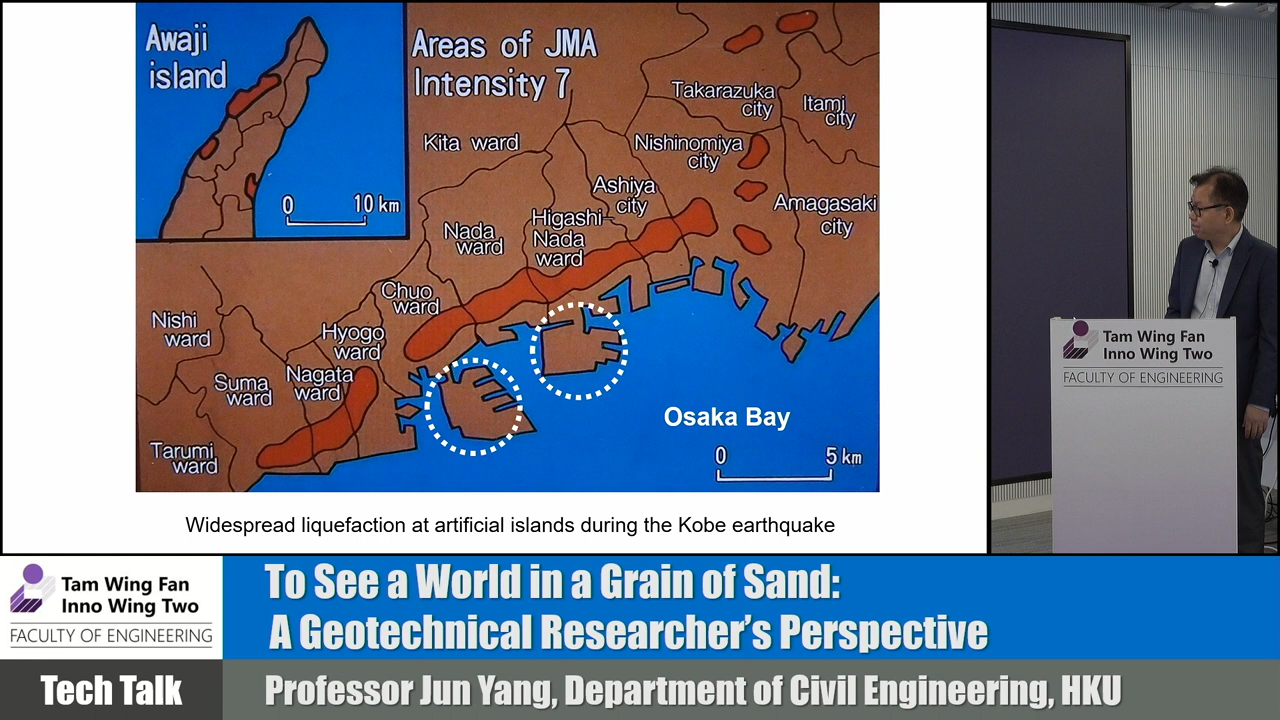 Awaji
island
0 10 km
Areas of JMA
Intensity 7
Takarazuka
city
Itami
city
Kita ward
Nishinomiya
city
Ashiya
city
Amagasaki
city
Higashi
Nada
ward
Nada
ward
Chuo
ward
Nishi
ward
Hyogo
ward
Nagata
ward
Suma
ward
Tarumi
ward
Osaka Bay
0 5 km
Widespread liquefaction at artificial islands during the Kobe earthquake
Tam Wing Fan
Inno Wing Two
FACULTY OF ENGINEERING
Tam Wing Fan
Inno Wing Two
FACULTY OF ENGINEERING
To See a World in a Grain of Sand:
A Geotechnical Researcher's Perspective
Tech Talk
Professor Jun Yang, Department of Civil Engineering, HKU